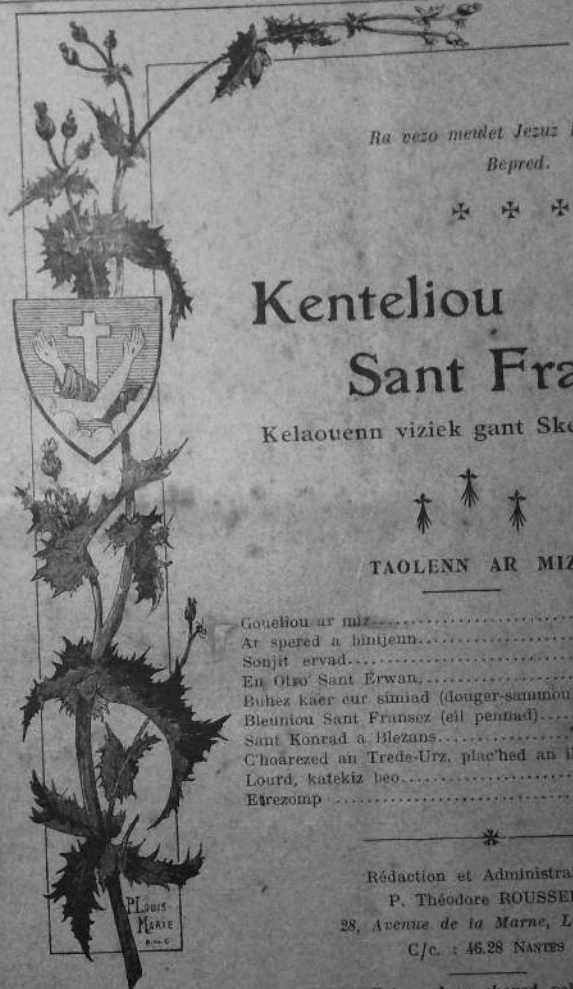 Ra vezo meulet Jezuz
Bepred.
Kenteliou
Sant Fra
Kelaouenn viziek gant Ske
TAOLENN AR MIZ
Goueliou ar miz
Ar spered a binijenn
Sonjit ervad
En Otro Sant Erwan,
Buhez kaer eur simiad (douger-sammou
Bleuniou Sant Fransez (eil pennad)
Sant Konrad a Blezans
C'hoarezed an Trede-Urz, plac'hed an
Lourd, katekiz beo
Etrezomp
Rédaction et Administra
P. Théodore ROUSSE
28, Avenue de la Marne, L
C/c. : 46.28 NANTES
P. LOUIS
MARIE